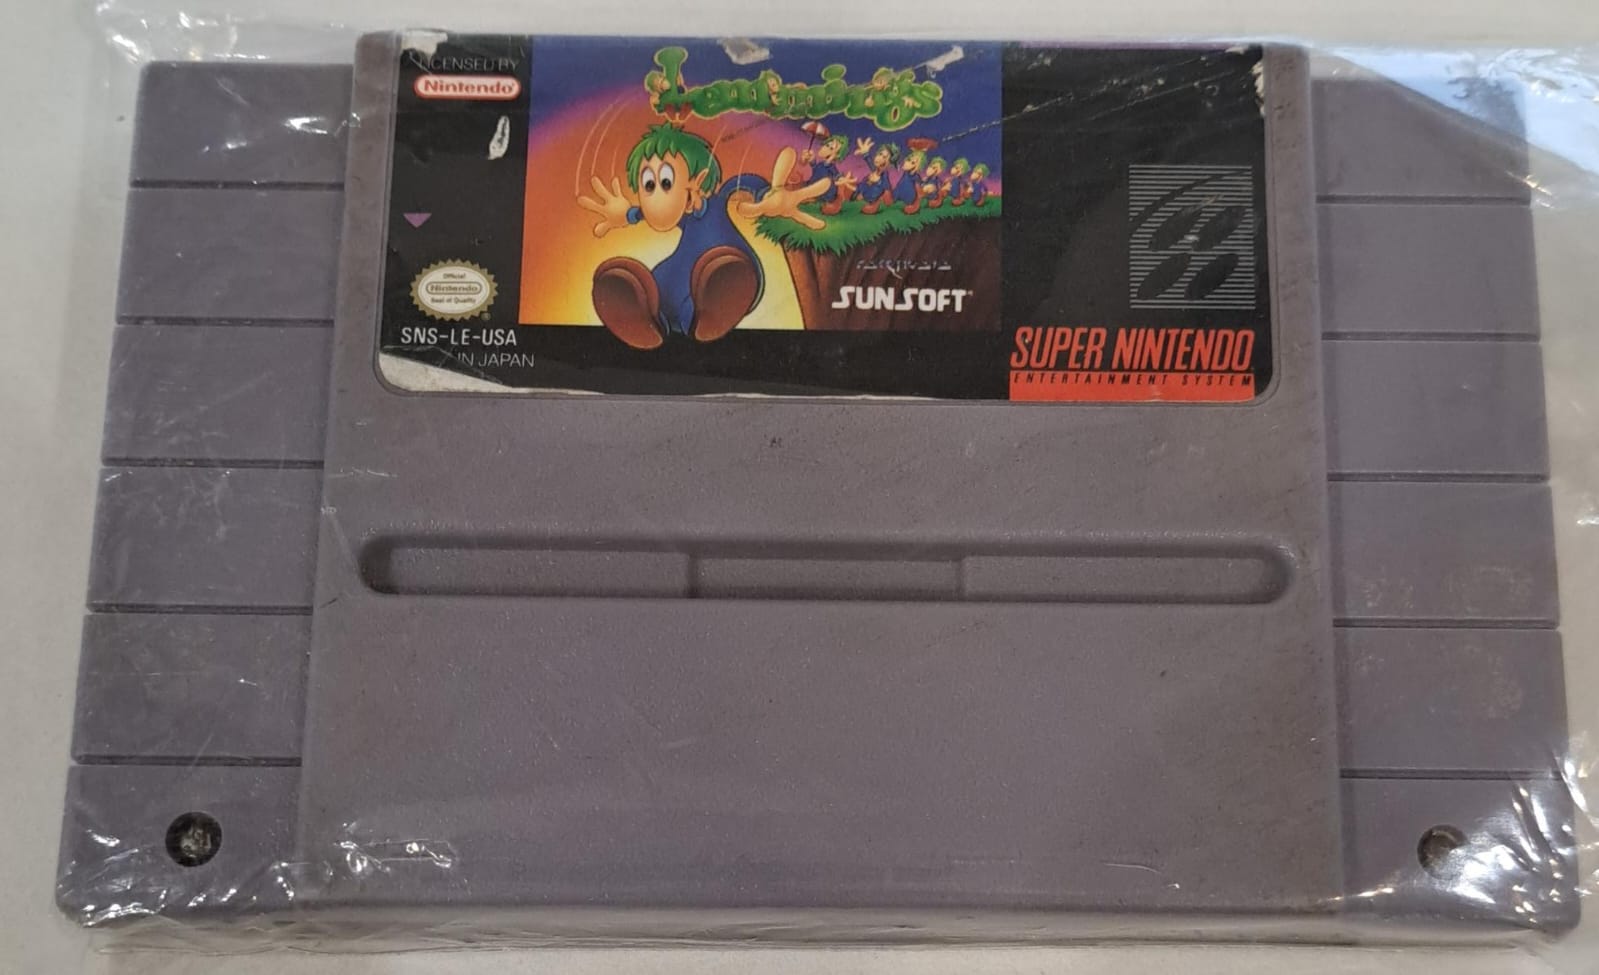 LICENSED BY
Nintendo
Lemmings
SUNSOFT
Official
Nintendo
Seal of Quality
SNS-LE-USA
IN JAPAN
SUPER NINTENDO
ENTERTAINMENT SYSTEM